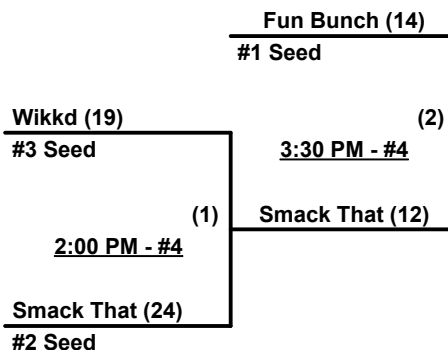 Fun Bunch (14)
#1 Seed
Wikkd (19)
(2)
#3 Seed
3:30 PM - #4
(1)
Smack That (12)
2:00 PM - #4
Smack That (24)
#2 Seed